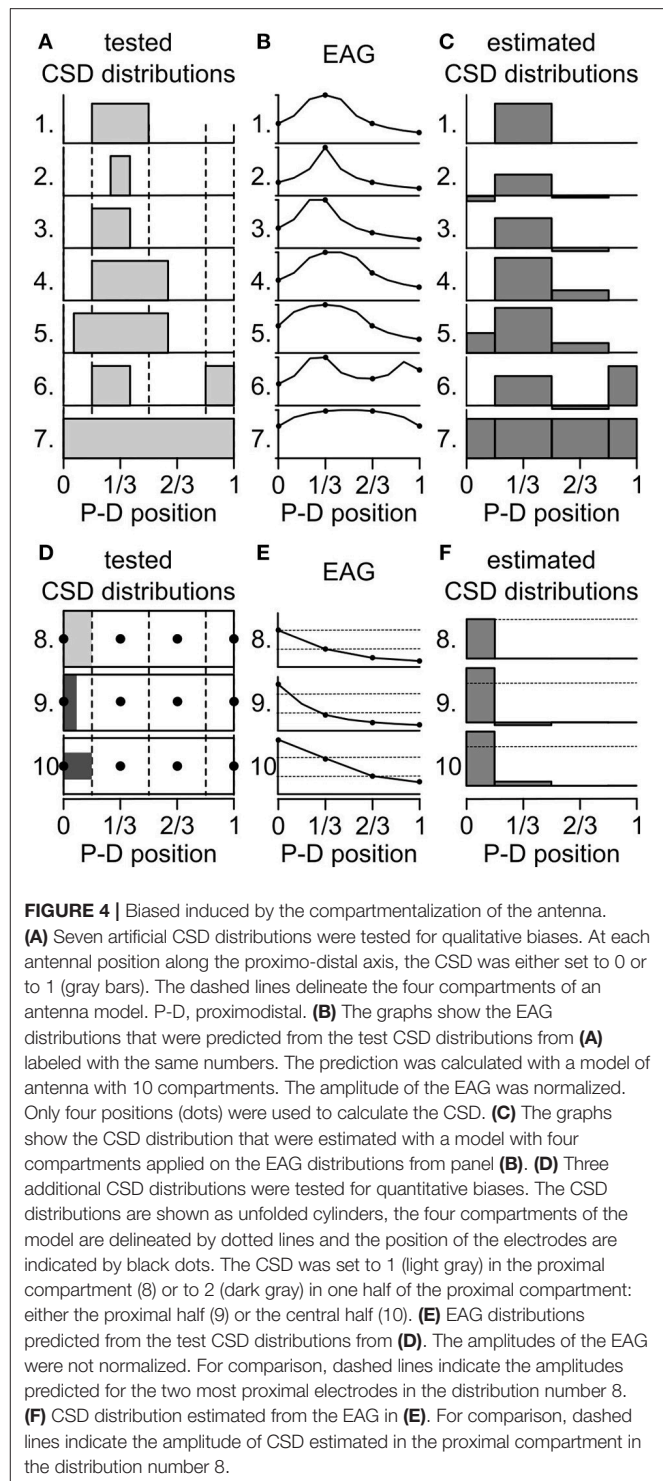 A tested
CSD distributions
B EAG
C estimated
CSD distributions
1. 1. 1.
2. 2. 2.
3. 3. 3.
4. 4. 4.
5. 5. 5.
6. 6. 6.
7. 7. 7.
0 1/3 2/3 1 0 1/3 2/3 1 0 1/3 2/3 1
P-D position P-D position P-D position
D tested
CSD distributions
E EAG
F estimated
CSD distributions
8. 8. 8.
9. 9. 9.
10 10 10
0 1/3 2/3 1 0 1/3 2/3 1 0 1/3 2/3 1
P-D position P-D position P-D position
FIGURE 4 | Biased induced by the compartmentalization of the antenna.
(A) Seven artificial CSD distributions were tested for qualitative biases. At each
antennal position along the proximo-distal axis, the CSD was either set to 0 or
to 1 (gray bars). The dashed lines delineate the four compartments of an
antenna model. P-D, proximodistal. (B) The graphs show the EAG
distributions that were predicted from the test CSD distributions from (A)
labeled with the same numbers. The prediction was calculated with a model of
antenna with 10 compartments. The amplitude of the EAG was normalized.
Only four positions (dots) were used to calculate the CSD. (C) The graphs
show the CSD distribution that were estimated with a model with four
compartments applied on the EAG distributions from panel (B). (D) Three
additional CSD distributions were tested for quantitative biases. The CSD
distributions are shown as unfolded cylinders, the four compartments of the
model are delineated by dotted lines and the position of the electrodes are
indicated by black dots. The CSD was set to 1 (light gray) in the proximal
compartment (8) or to 2 (dark gray) in one half of the proximal compartment:
either the proximal half (9) or the central half (10). (E) EAG distributions
predicted from the test CSD distributions from (D). The amplitudes of the EAG
were not normalized. For comparison, dashed lines indicate the amplitudes
predicted for the two most proximal electrodes in the distribution number 8.
(F) CSD distribution estimated from the EAG in (E). For comparison, dashed
lines indicate the amplitude of CSD estimated in the proximal compartment in
the distribution number 8.